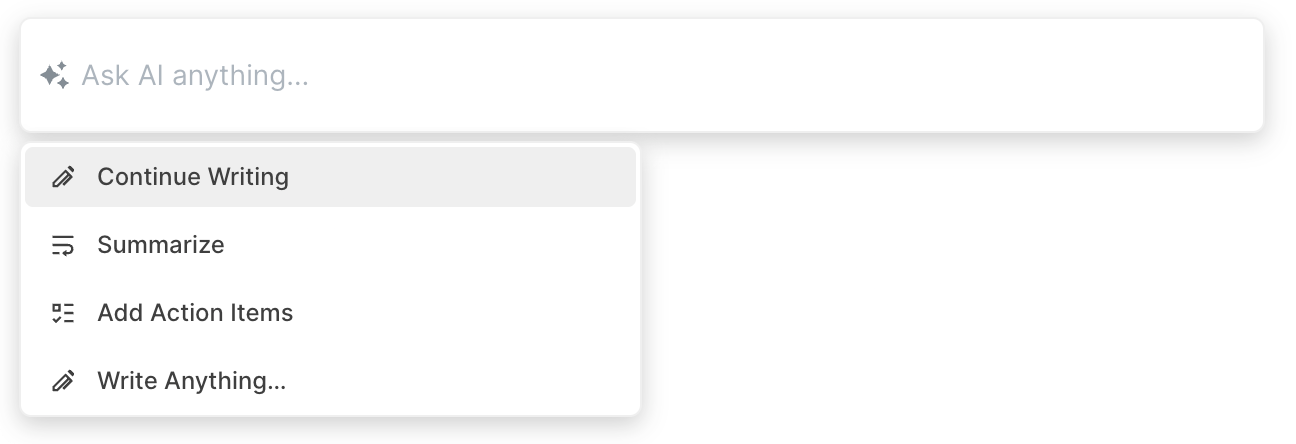 Ask AI anything...
Continue Writing
Summarize
Add Action Items
Write Anything...